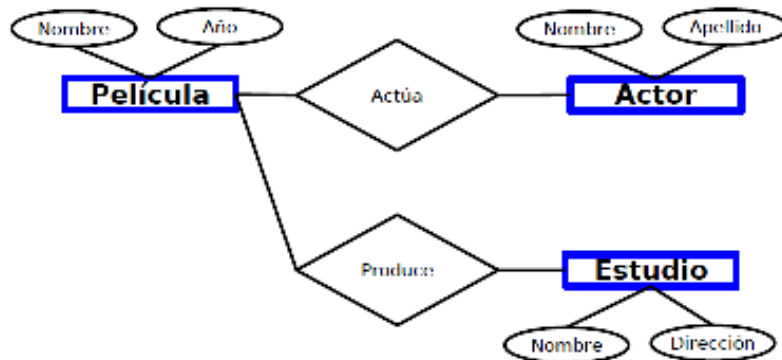 Nombre
Año
Nombre
Apellido
Película
Actúa
Actor
Produce
Estudio
Nombre
Dirección